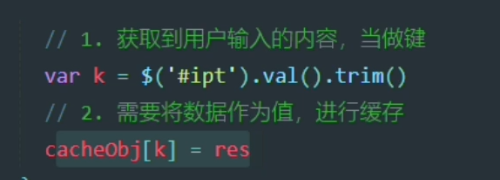 // 1. 获取到用户输入的内容，当做键
var k = $('#ipt').val().trim()
// 2. 需要将数据作为值，进行缓存
cacheObj[k] = res